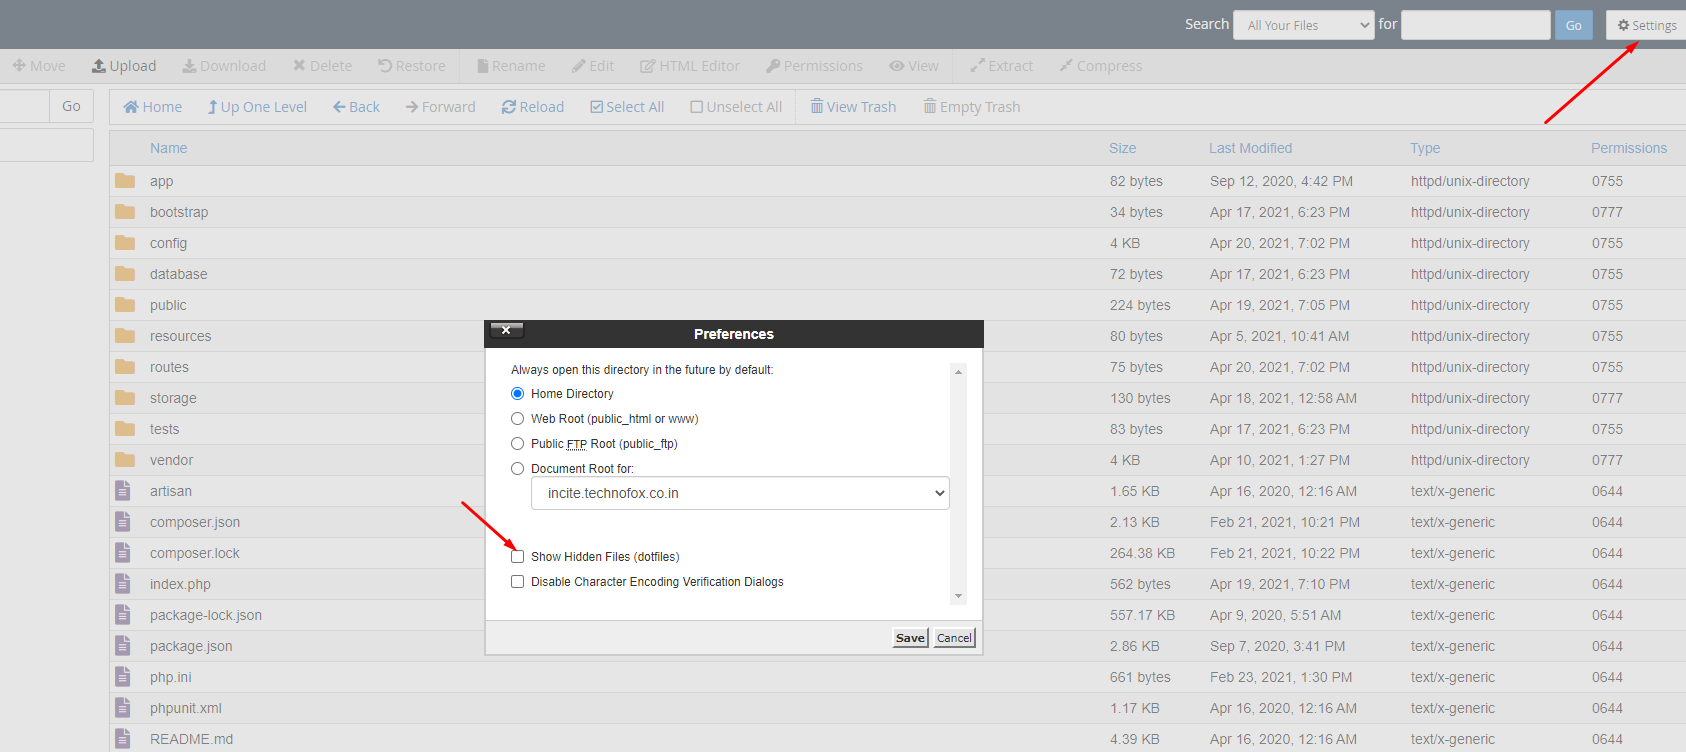 Search All Your Files for Go Settings
Move Upload Download Delete Restore Rename Edit HTML Editor Permissions View Extract Compress
Go Home Up One Level Back Forward Reload Select All Unselect All View Trash Empty Trash
Name Size Last Modified Type Permissions
app 82 bytes Sep 12, 2020, 4:42 PM httpd/unix-directory 0755
bootstrap 34 bytes Apr 17, 2021, 6:23 PM httpd/unix-directory 0777
config 4 KB Apr 20, 2021, 7:02 PM httpd/unix-directory 0755
database 72 bytes Apr 17, 2021, 6:23 PM httpd/unix-directory 0755
public 224 bytes Apr 19, 2021, 7:05 PM httpd/unix-directory 0755
resources 80 bytes Apr 5, 2021, 10:41 AM httpd/unix-directory 0755
routes 75 bytes Apr 20, 2021, 7:02 PM httpd/unix-directory 0755
storage 130 bytes Apr 18, 2021, 12:58 AM httpd/unix-directory 0777
tests 83 bytes Apr 17, 2021, 6:23 PM httpd/unix-directory 0755
vendor 4 KB Apr 10, 2021, 1:27 PM httpd/unix-directory 0777
artisan 1.65 KB Apr 16, 2020, 12:16 AM text/x-generic 0644
composer.json 2.13 KB Feb 21, 2021, 10:21 PM text/x-generic 0644
composer.lock 264.38 KB Feb 21, 2021, 10:22 PM text/x-generic 0644
index.php 562 bytes Apr 19, 2021, 7:10 PM text/x-generic 0644
package-lock.json 557.17 KB Apr 9, 2020, 5:51 AM text/x-generic 0644
package.json 2.86 KB Sep 7, 2020, 3:41 PM text/x-generic 0644
php.ini 661 bytes Feb 23, 2021, 1:30 PM text/x-generic 0644
phpunit.xml 1.17 KB Apr 16, 2020, 12:16 AM text/x-generic 0644
README.md 4.39 KB Apr 16, 2020, 12:16 AM text/x-generic 0644
Preferences
Always open this directory in the future by default:
Home Directory
Web Root (public_html or www)
Public FTP Root (public_ftp)
Document Root for:
incite.technofox.co.in
Show Hidden Files (dotfiles)
Disable Character Encoding Verification Dialogs
Save Cancel